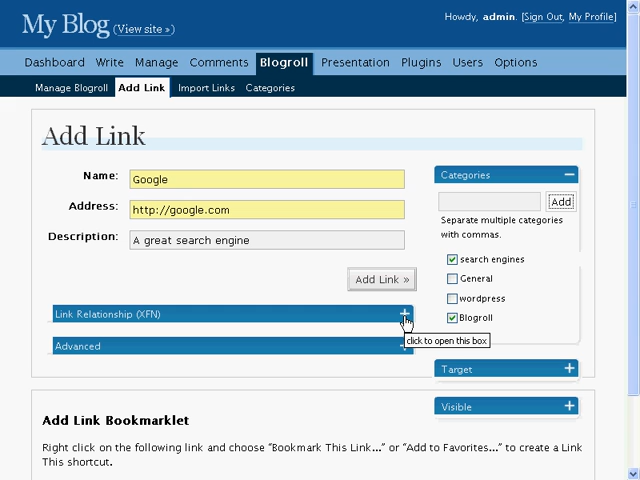 My Blog (View site »)
Howdy, admin. [Sign Out, My Profile]
Dashboard Write Manage Comments Blogroll Presentation Plugins Users Options
Manage Blogroll Add Link Import Links Categories
Add Link
Name: Google
Address: http://google.com
Description: A great search engine
Add Link »
Link Relationship (XFN)
click to open this box
Advanced
Categories
Add
Separate multiple categories
with commas.
search engines
General
wordpress
Blogroll
Target
Visible
Add Link Bookmarklet
Right click on the following link and choose “Bookmark This Link...” or “Add to Favorites...” to create a Link
This shortcut.